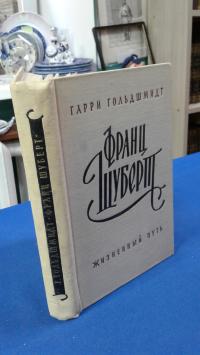 ГАРРИ ГОЛЬДШМИДТ
ФРАНЦ
ШУБЕРТ
ЖИЗНЕННЫЙ ПУТЬ
Г. ГОЛЬДШМИДТ · ФРАНЦ ШУБЕРТ